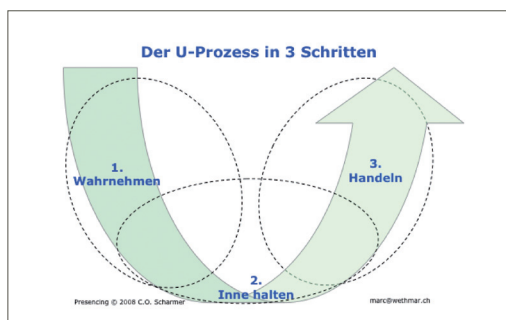 Der U-Prozess in 3 Schritten
1.
Wahrnehmen
3.
Handeln
2.
Inne halten
Presencing © 2008 C.O. Scharmer
marc@wethmar.ch